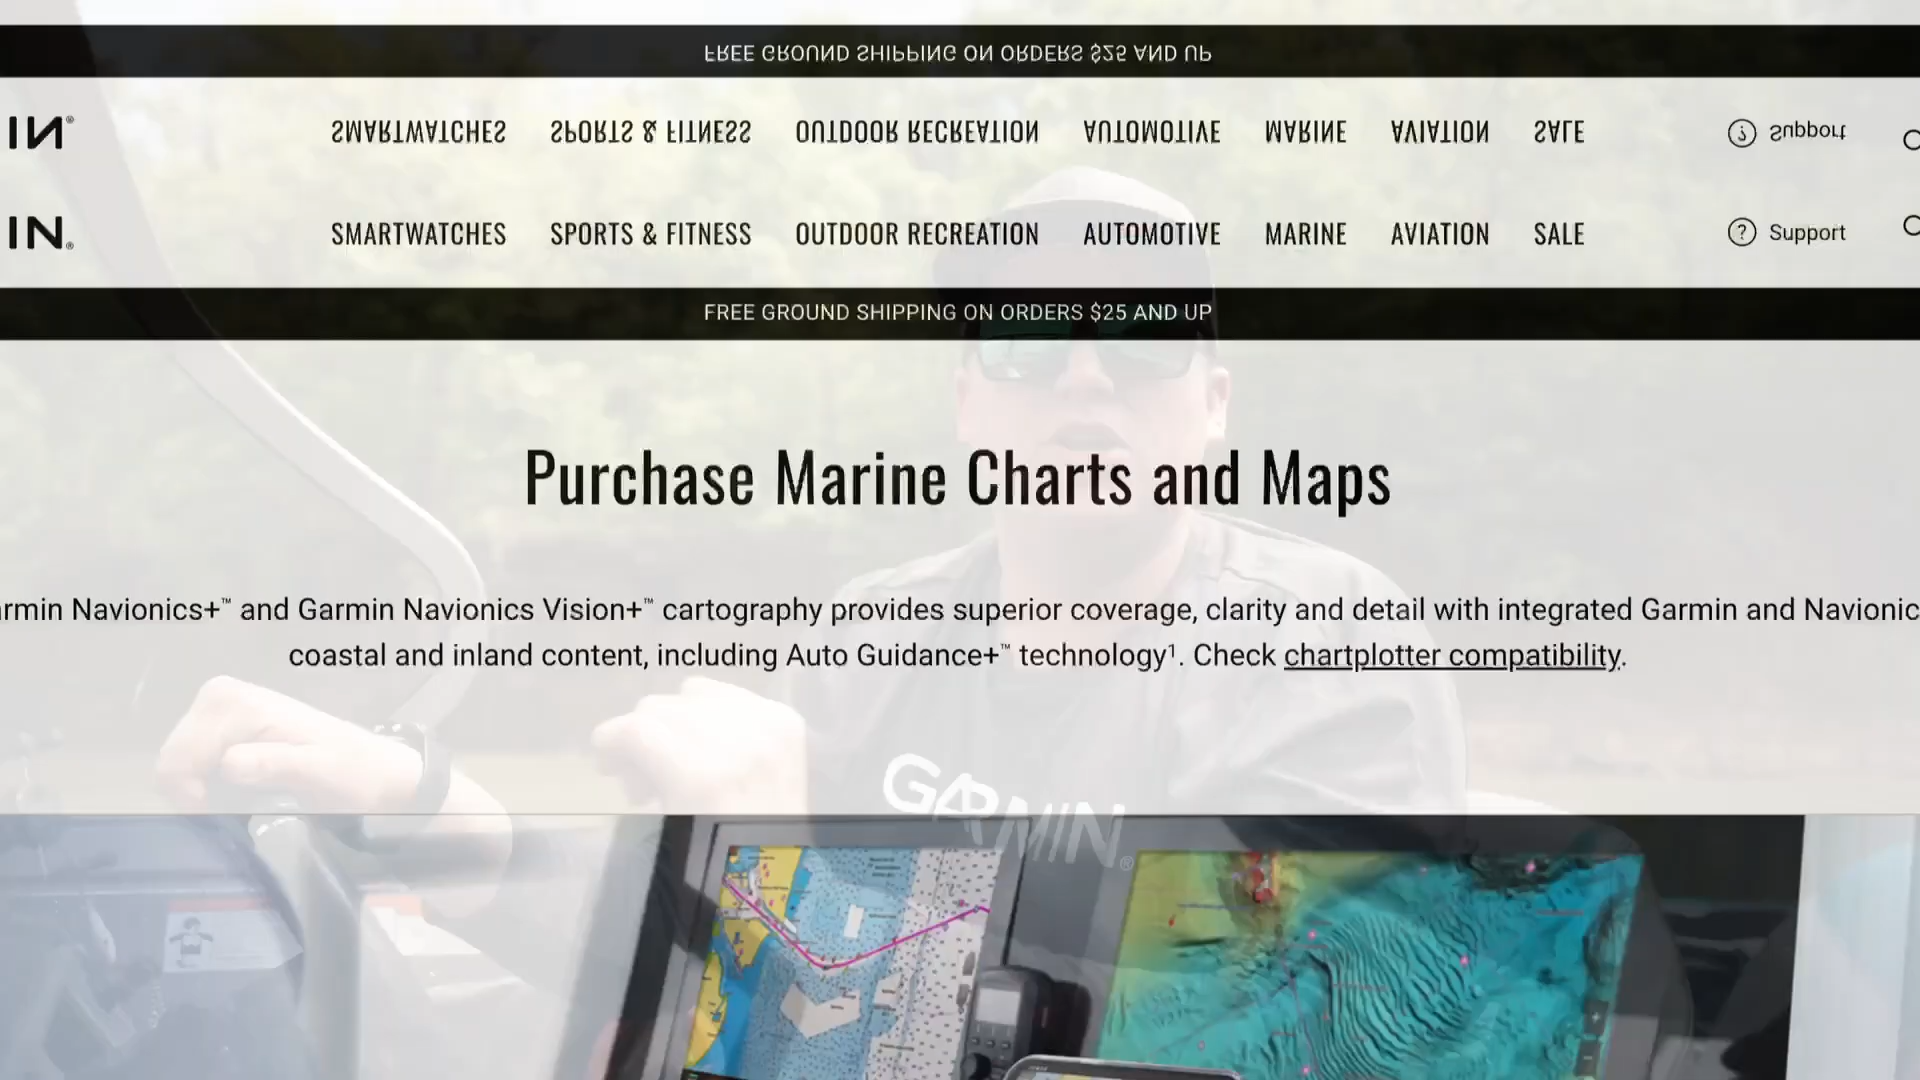 FREE GROUND SHIPPING ON ORDERS $25 AND UP
IN® SMARTWATCHES SPORTS & FITNESS OUTDOOR RECREATION AUTOMOTIVE MARINE AVIATION SALE ? Support
IN® SMARTWATCHES SPORTS & FITNESS OUTDOOR RECREATION AUTOMOTIVE MARINE AVIATION SALE ? Support
FREE GROUND SHIPPING ON ORDERS $25 AND UP
Purchase Marine Charts and Maps
rmin Navionics+™ and Garmin Navionics Vision+™ cartography provides superior coverage, clarity and detail with integrated Garmin and Navionic
coastal and inland content, including Auto Guidance+™ technology¹. Check chartplotter compatibility.
GARMIN®